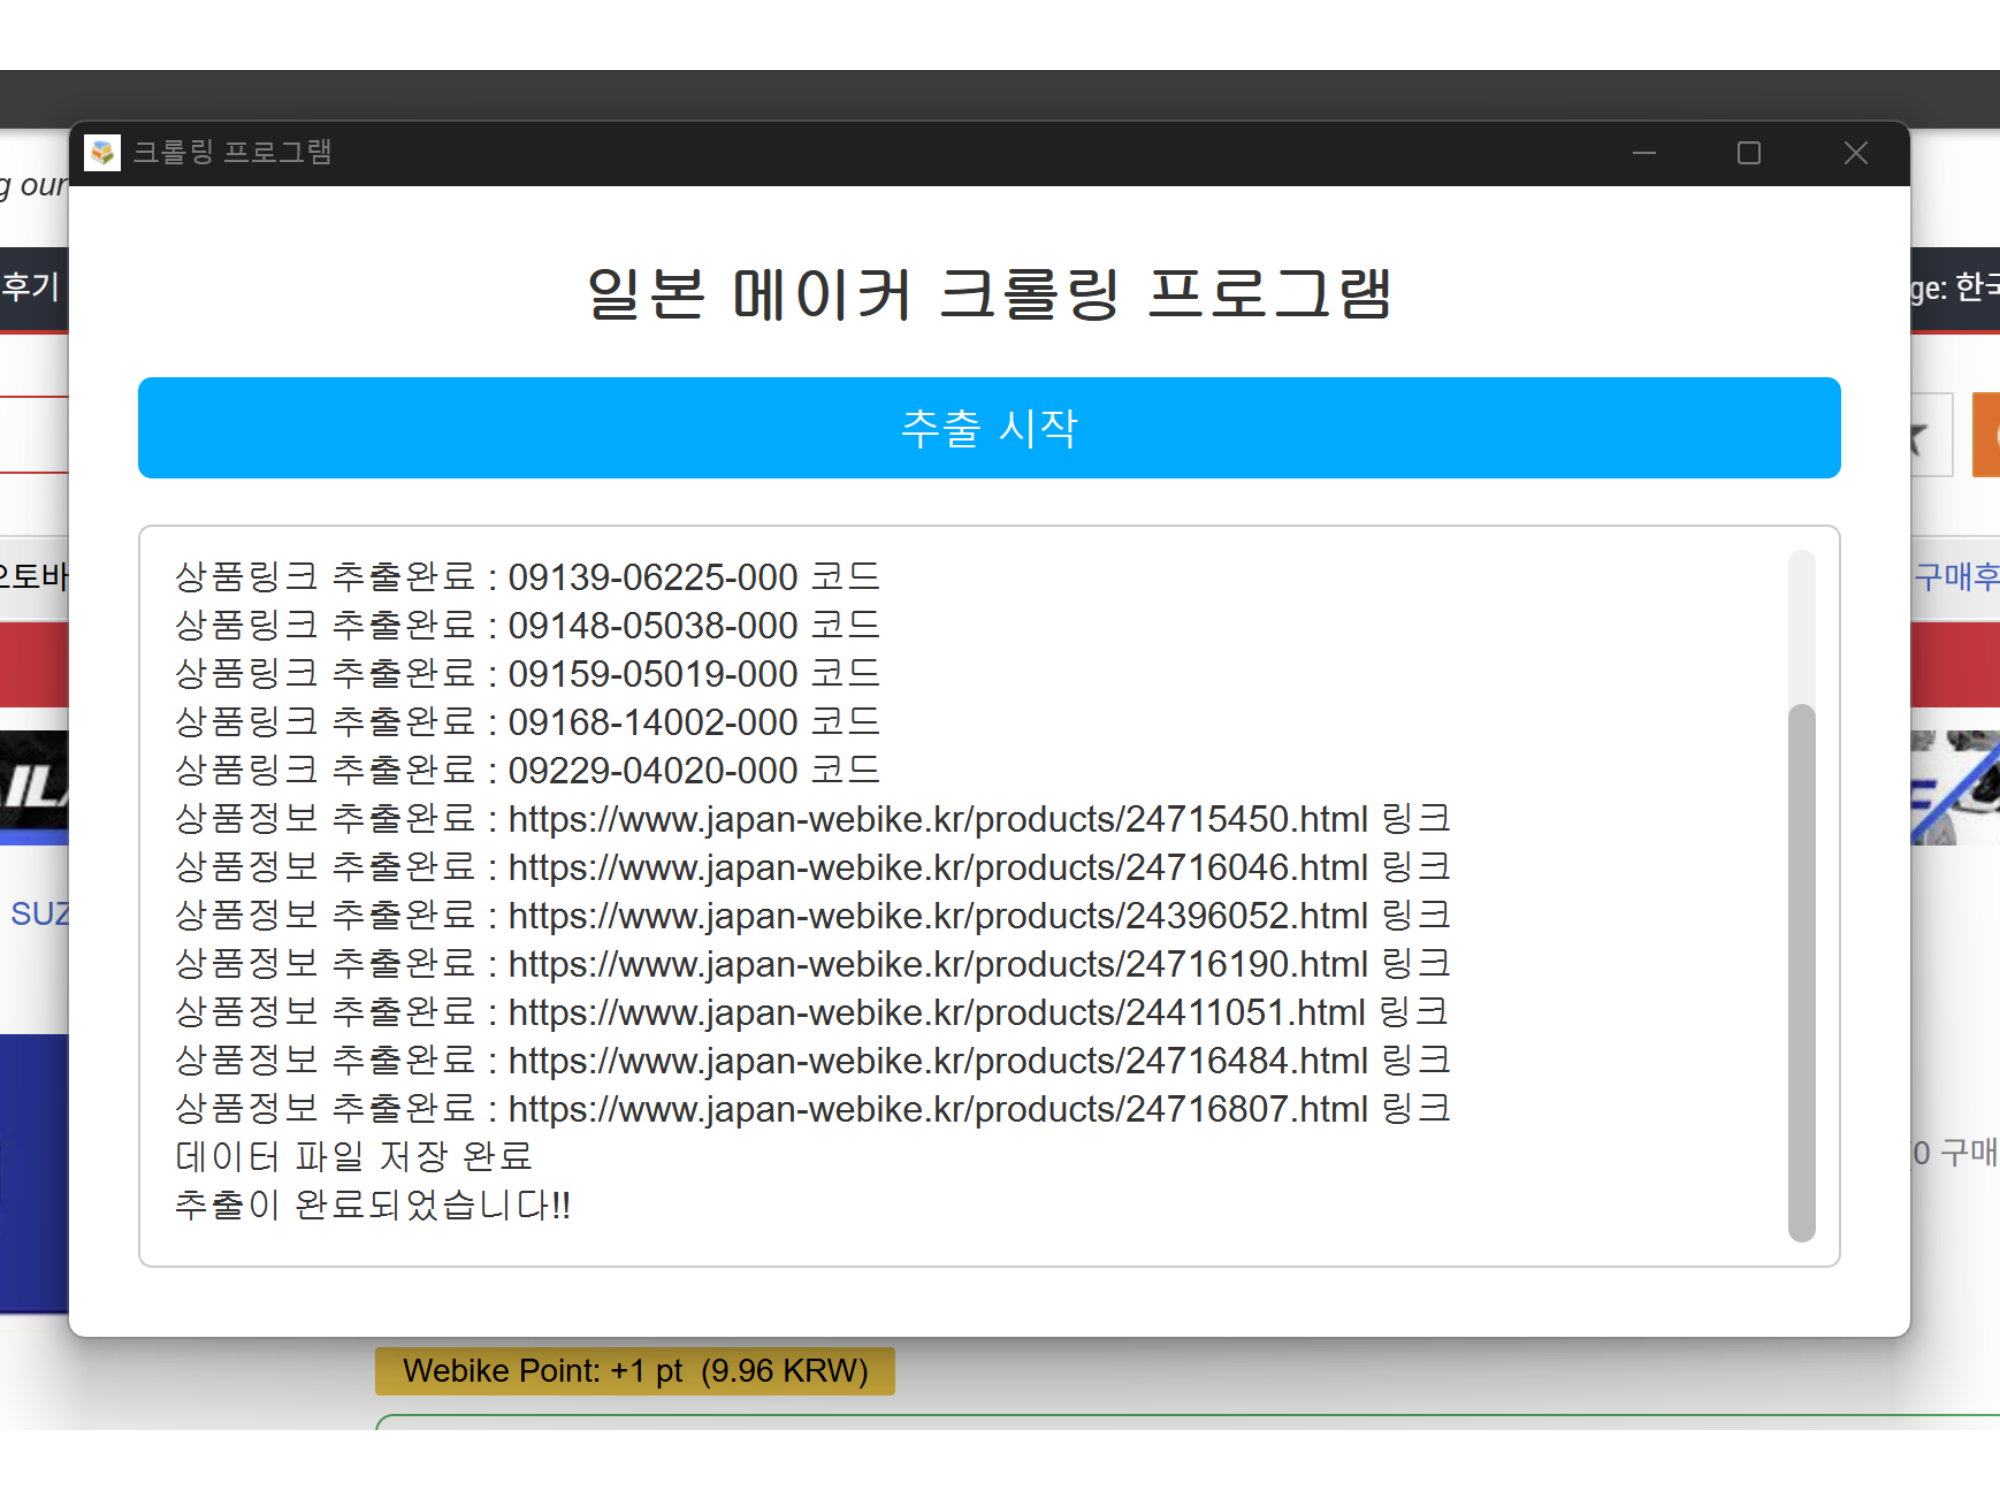 크롤링 프로그램
g our
후기
ge: 한국
일본 메이커 크롤링 프로그램
추출 시작
오토바
구매후
상품링크 추출완료 : 09139-06225-000 코드
상품링크 추출완료 : 09148-05038-000 코드
상품링크 추출완료 : 09159-05019-000 코드
상품링크 추출완료 : 09168-14002-000 코드
상품링크 추출완료 : 09229-04020-000 코드
상품정보 추출완료 : https://www.japan-webike.kr/products/24715450.html 링크
상품정보 추출완료 : https://www.japan-webike.kr/products/24716046.html 링크
상품정보 추출완료 : https://www.japan-webike.kr/products/24396052.html 링크
상품정보 추출완료 : https://www.japan-webike.kr/products/24716190.html 링크
상품정보 추출완료 : https://www.japan-webike.kr/products/24411051.html 링크
상품정보 추출완료 : https://www.japan-webike.kr/products/24716484.html 링크
상품정보 추출완료 : https://www.japan-webike.kr/products/24716807.html 링크
데이터 파일 저장 완료
추출이 완료되었습니다!!
SUZ
0 구매
Webike Point: +1 pt (9.96 KRW)